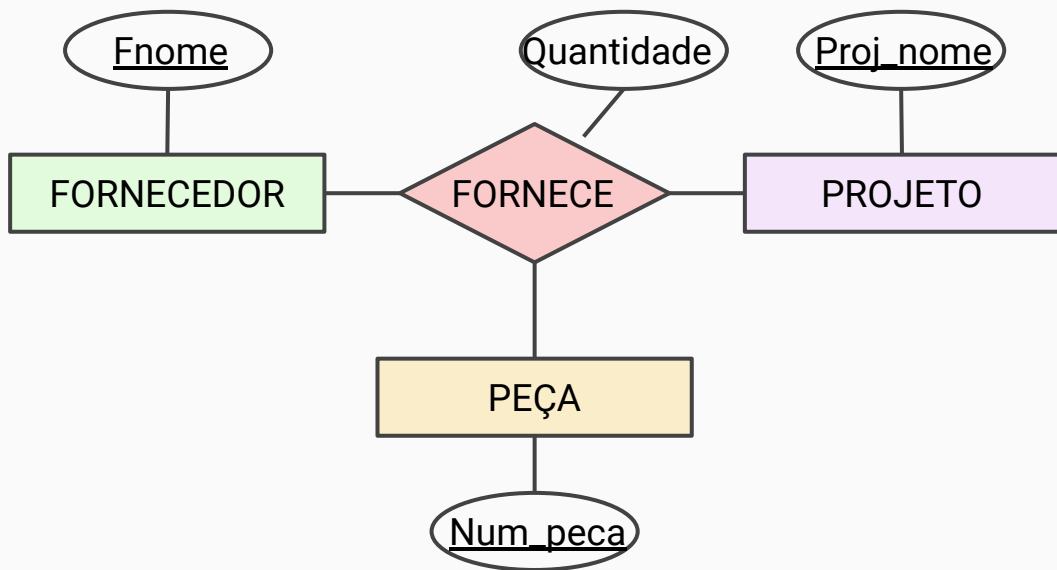 Fnome
Quantidade
Proj_nome
FORNECEDOR
FORNECE
PROJETO
PEÇA
Num_peca